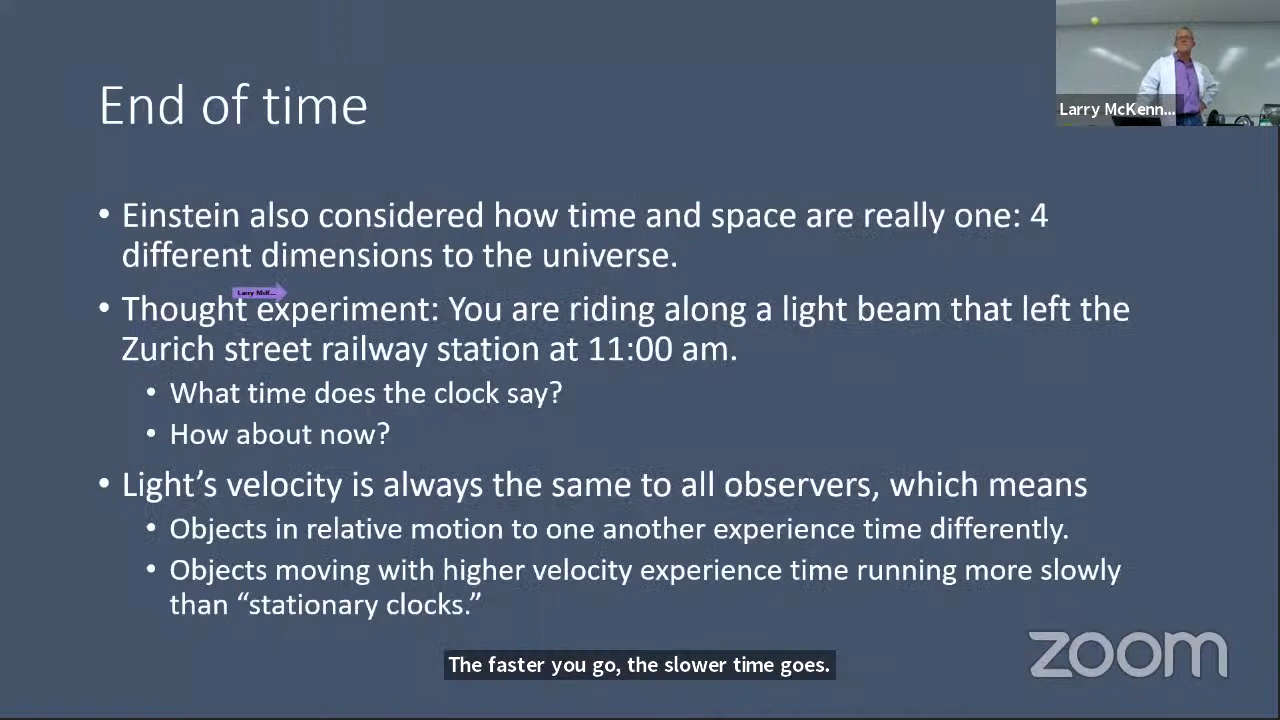 End of time
Larry McKenn...
• Einstein also considered how time and space are really one: 4
different dimensions to the universe.
Larry McK...
• Thought experiment: You are riding along a light beam that left the
Zurich street railway station at 11:00 am.
• What time does the clock say?
• How about now?
• Light’s velocity is always the same to all observers, which means
• Objects in relative motion to one another experience time differently.
• Objects moving with higher velocity experience time running more slowly
than “stationary clocks.”
The faster you go, the slower time goes.
zoom